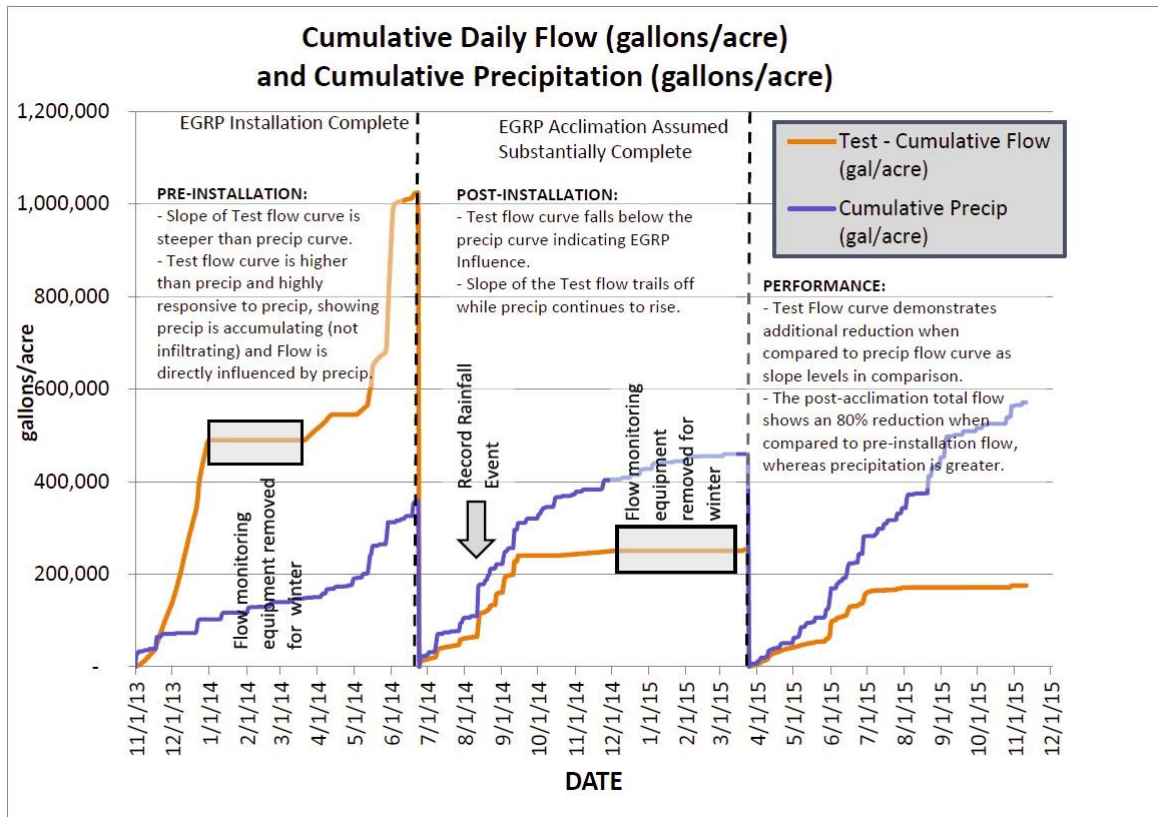 Cumulative Daily Flow (gallons/acre)
and Cumulative Precipitation (gallons/acre)
1,200,000
1,000,000
800,000
600,000
400,000
200,000
-
gallons/acre
EGRP Installation Complete
PRE-INSTALLATION:
- Slope of Test flow curve is
steeper than precip curve.
- Test flow curve is higher
than precip and highly
responsive to precip, showing
precip is accumulating (not
infiltrating) and Flow is
directly influenced by precip.
Flow monitoring
equipment removed
for winter
EGRP Acclimation Assumed
Substantially Complete
POST-INSTALLATION:
- Test flow curve falls below the
precip curve indicating EGRP
Influence.
- Slope of the Test flow trails off
while precip continues to rise.
Record Rainfall
Event
Flow monitoring
equipment
removed for
winter
Test - Cumulative Flow
(gal/acre)
Cumulative Precip
(gal/acre)
PERFORMANCE:
- Test Flow curve demonstrates
additional reduction when
compared to precip flow curve as
slope levels in comparison.
- The post-acclimation total flow
shows an 80% reduction when
compared to pre-installation flow,
whereas precipitation is greater.
11/1/13
12/1/13
1/1/14
2/1/14
3/1/14
4/1/14
5/1/14
6/1/14
7/1/14
8/1/14
9/1/14
10/1/14
11/1/14
12/1/14
1/1/15
2/1/15
3/1/15
4/1/15
5/1/15
6/1/15
7/1/15
8/1/15
9/1/15
10/1/15
11/1/15
12/1/15
DATE